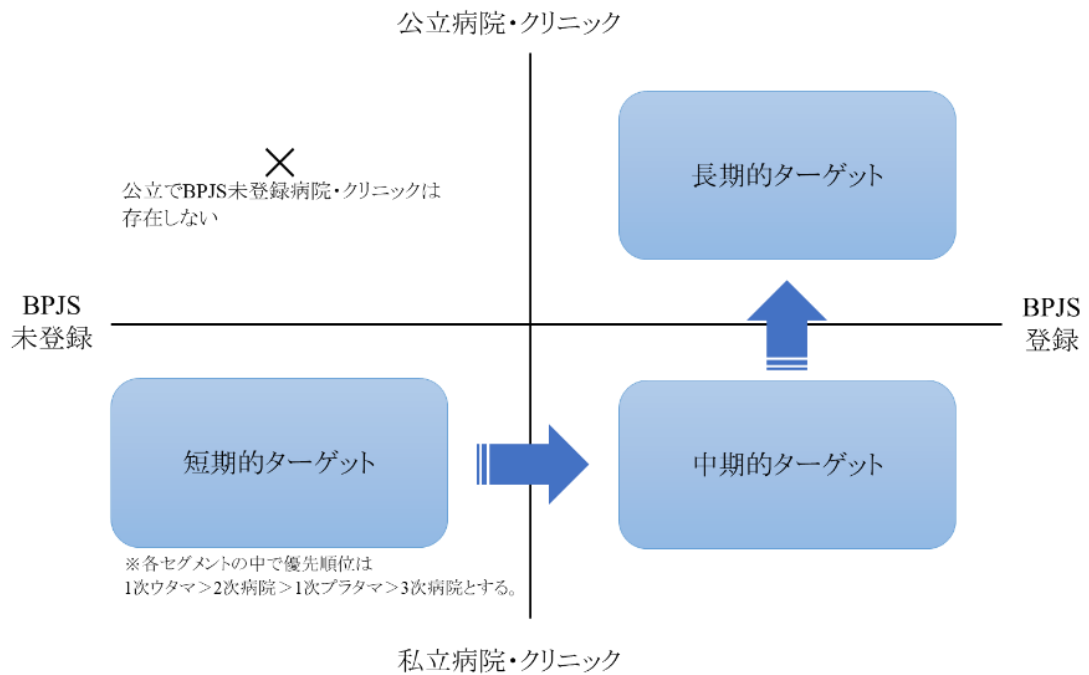 公立病院・クリニック
長期的ターゲット
公立でBPJS未登録病院・クリニックは
存在しない
BPJS
未登録
BPJS
登録
短期的ターゲット
中期的ターゲット
※各セグメントの中で優先順位は
1次ウタマ＞2次病院＞1次プラタマ＞3次病院とする。
私立病院・クリニック